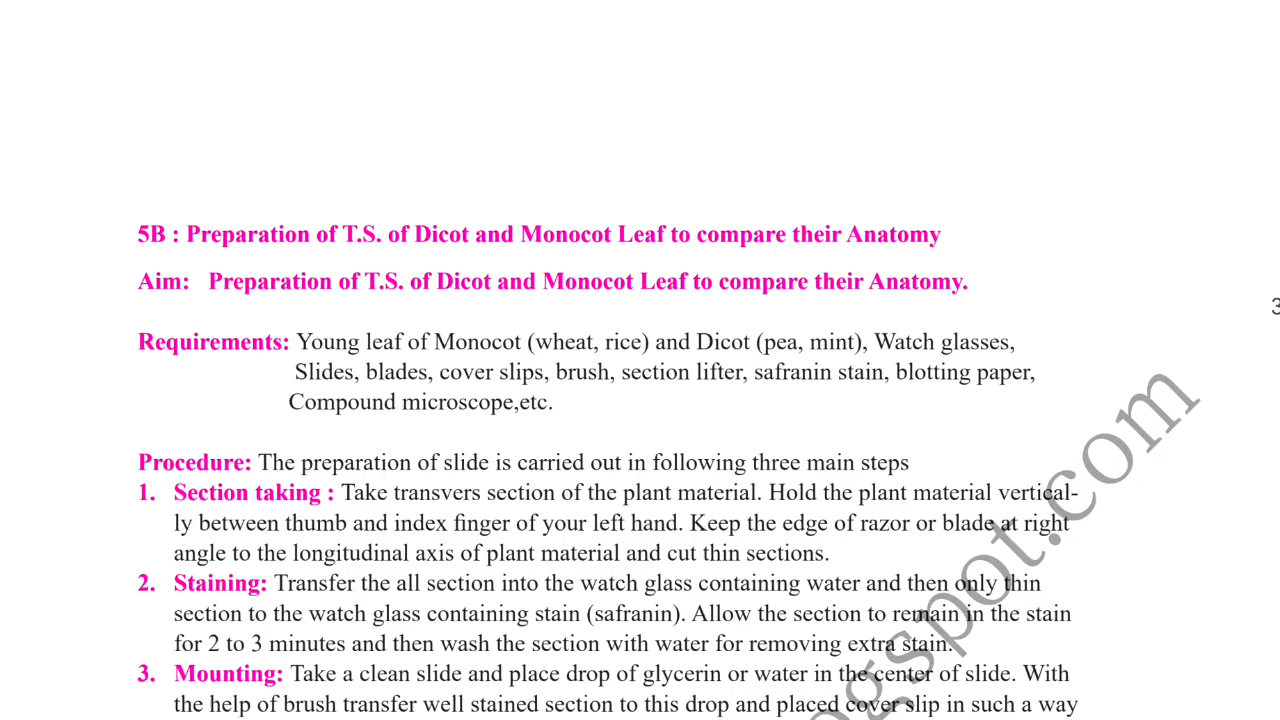 5B : Preparation of T.S. of Dicot and Monocot Leaf to compare their Anatomy
Aim: Preparation of T.S. of Dicot and Monocot Leaf to compare their Anatomy.
3
Requirements: Young leaf of Monocot (wheat, rice) and Dicot (pea, mint), Watch glasses,
Slides, blades, cover slips, brush, section lifter, safranin stain, blotting paper,
Compound microscope,etc.
Procedure: The preparation of slide is carried out in following three main steps
1. Section taking : Take transvers section of the plant material. Hold the plant material vertical-
ly between thumb and index finger of your left hand. Keep the edge of razor or blade at right
angle to the longitudinal axis of plant material and cut thin sections.
2. Staining: Transfer the all section into the watch glass containing water and then only thin
section to the watch glass containing stain (safranin). Allow the section to remain in the stain
for 2 to 3 minutes and then wash the section with water for removing extra stain.
3. Mounting: Take a clean slide and place drop of glycerin or water in the center of slide. With
the help of brush transfer well stained section to this drop and placed cover slip in such a way
ogspot.com